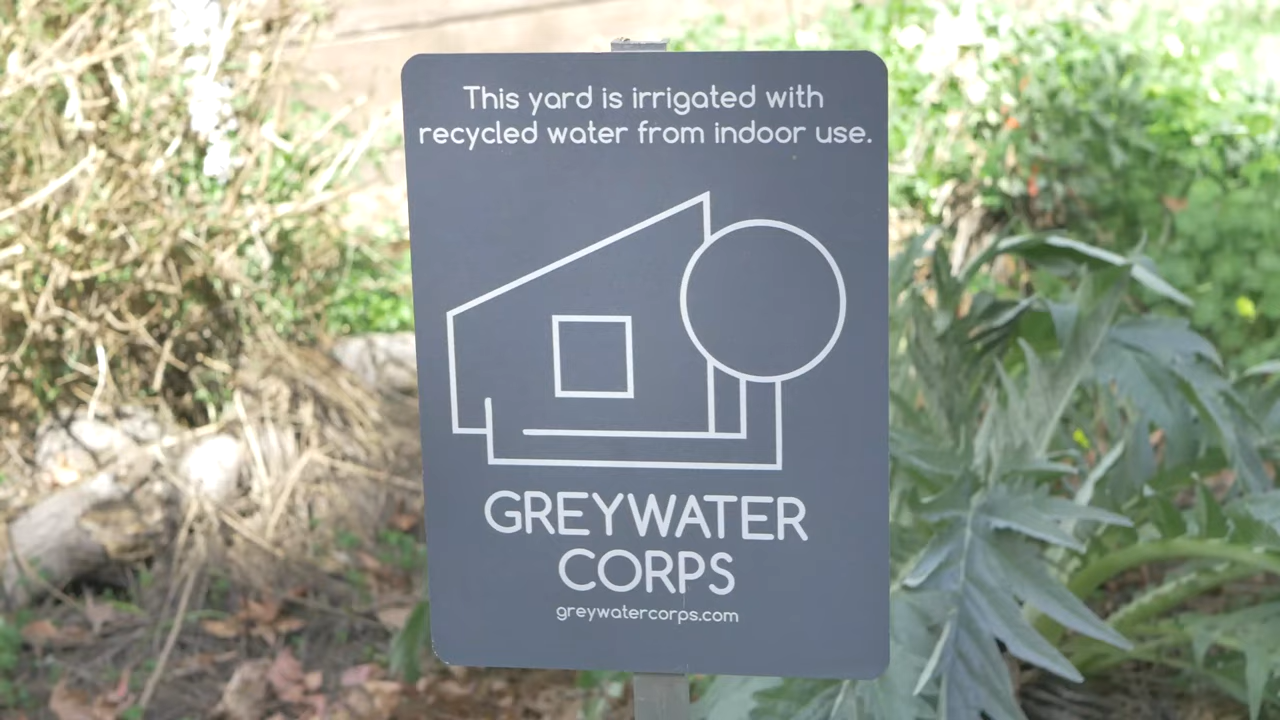 This yard is irrigated with
recycled water from indoor use.
GREYWATER
CORPS
greywatercorps.com